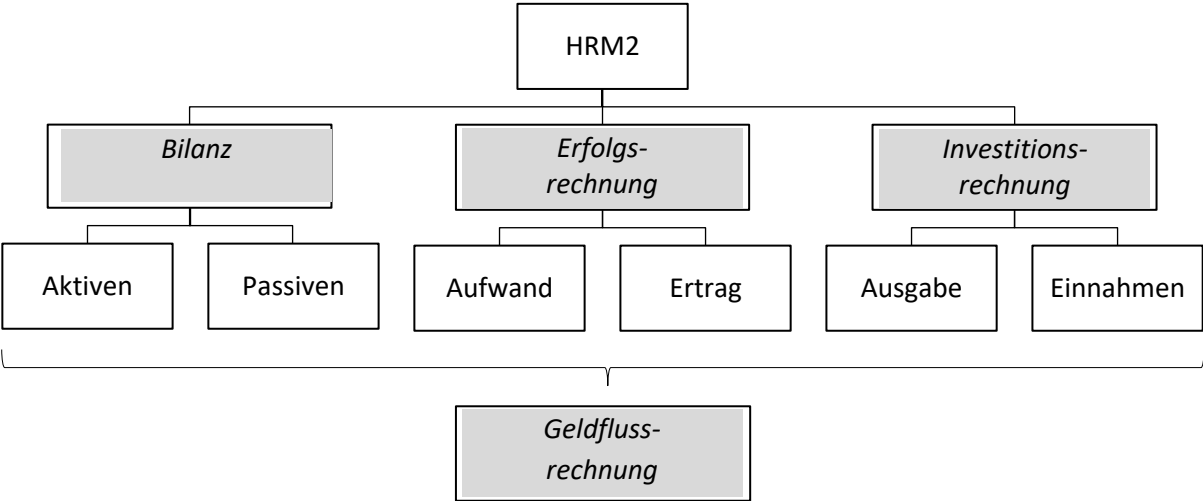 HRM2
Bilanz
Erfolgs-
rechnung
Investitions-
rechnung
Aktiven
Passiven
Aufwand
Ertrag
Ausgabe
Einnahmen
Geldfluss-
rechnung